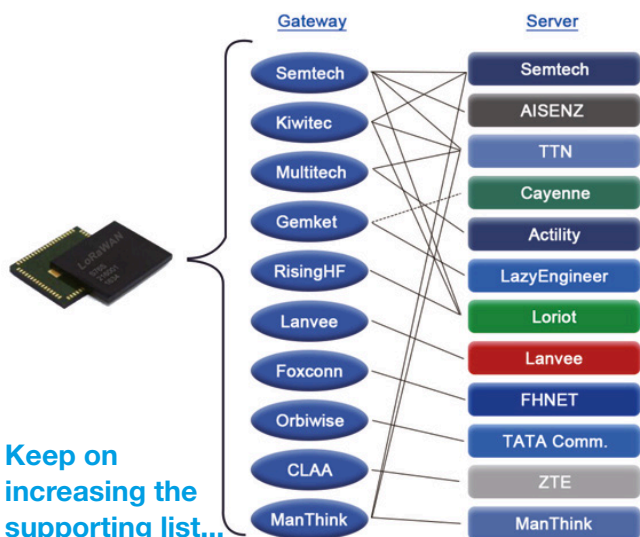 Gateway
Server
Semtech
Kiwitec
Multitech
Gemket
RisingHF
Lanvee
Foxconn
Orbiwise
CLAA
ManThink
Semtech
AISENZ
TTN
Cayenne
Actility
LazyEngineer
Loriot
Lanvee
FHNET
TATA Comm.
ZTE
ManThink
LoRaWAN
Keep on
increasing the
supporting list...